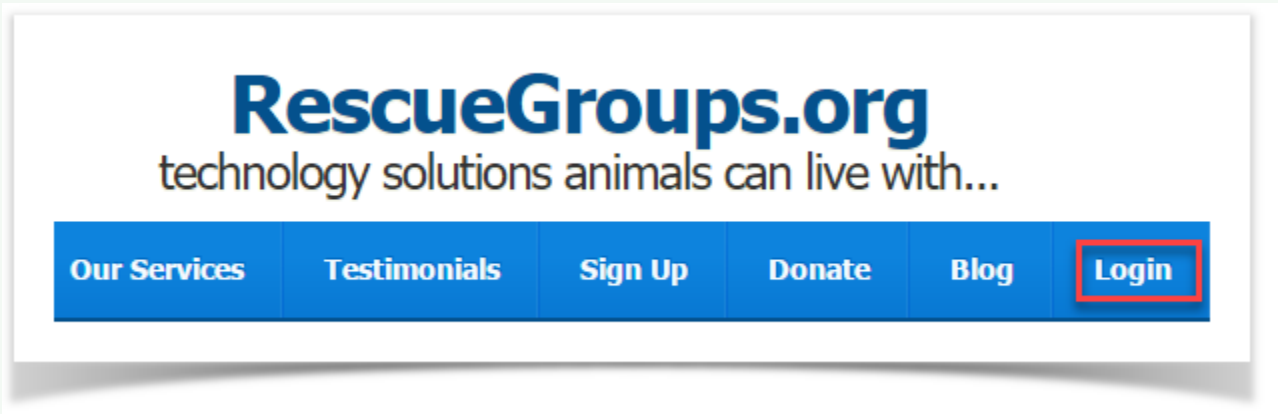 RescueGroups.org
technology solutions animals can live with...
Our Services Testimonials Sign Up Donate Blog Login